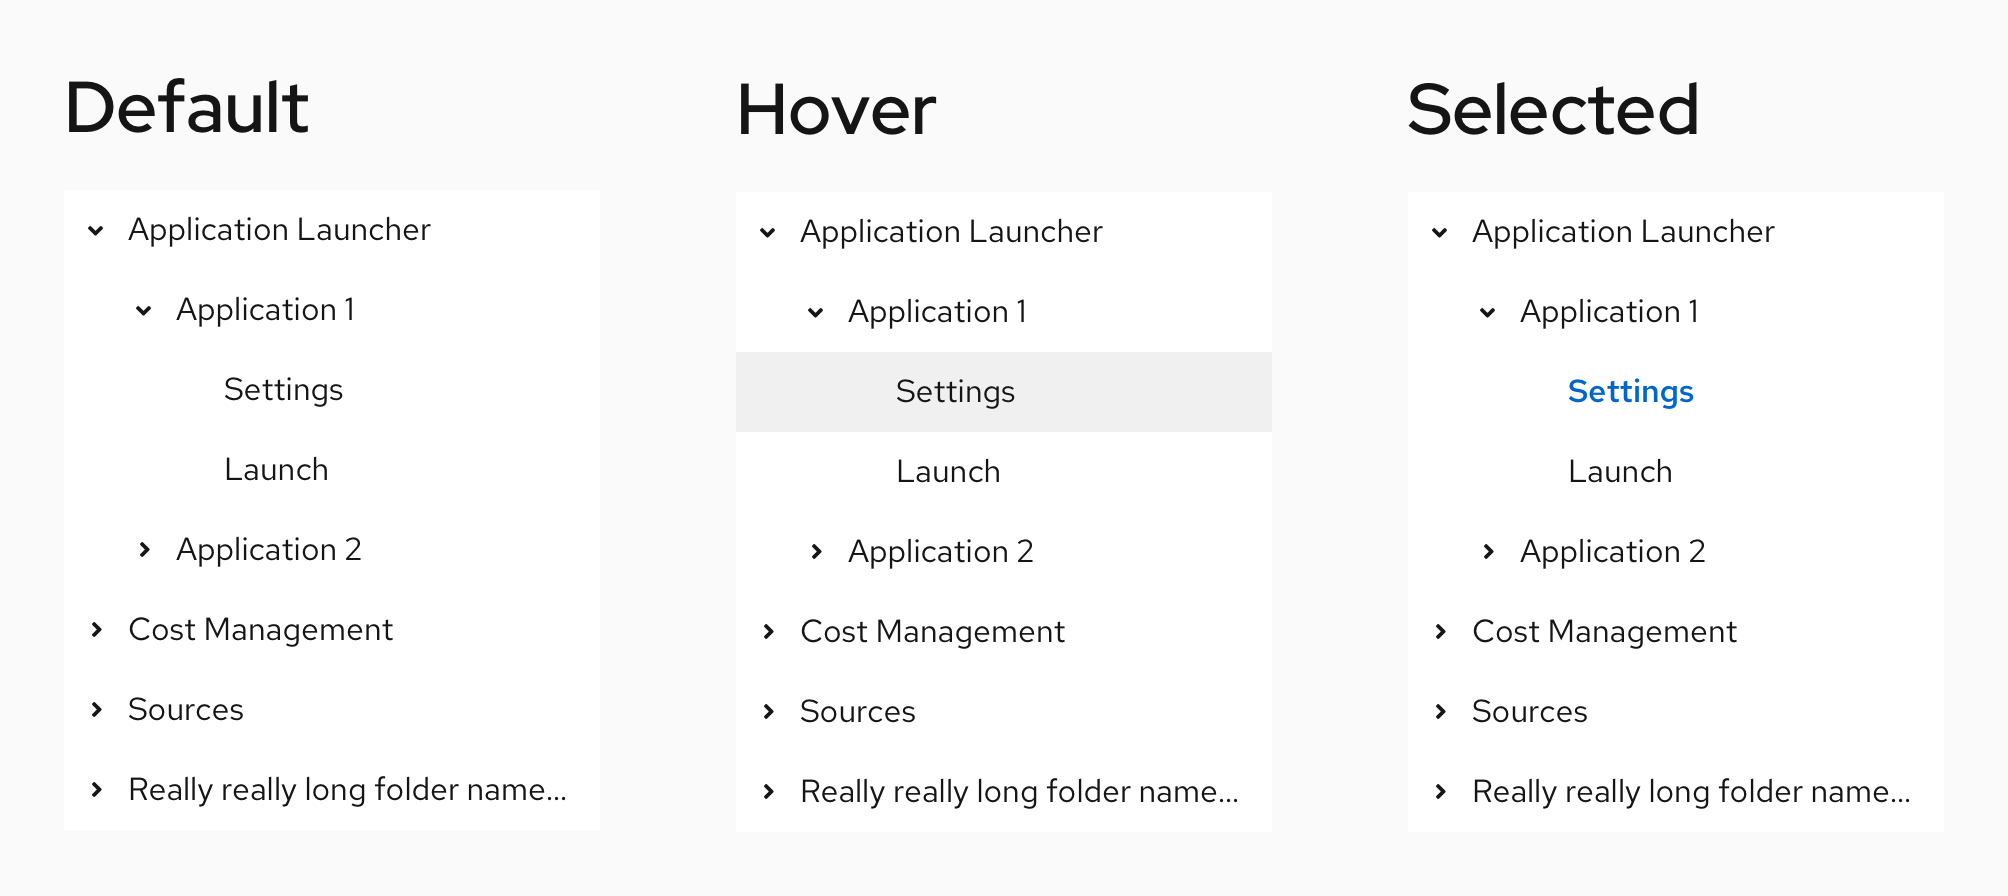 Default
Application Launcher
Application 1
Settings
Launch
Application 2
Cost Management
Sources
Really really long folder name...
Hover
Application Launcher
Application 1
Settings
Launch
Application 2
Cost Management
Sources
Really really long folder name...
Selected
Application Launcher
Application 1
Settings
Launch
Application 2
Cost Management
Sources
Really really long folder name...